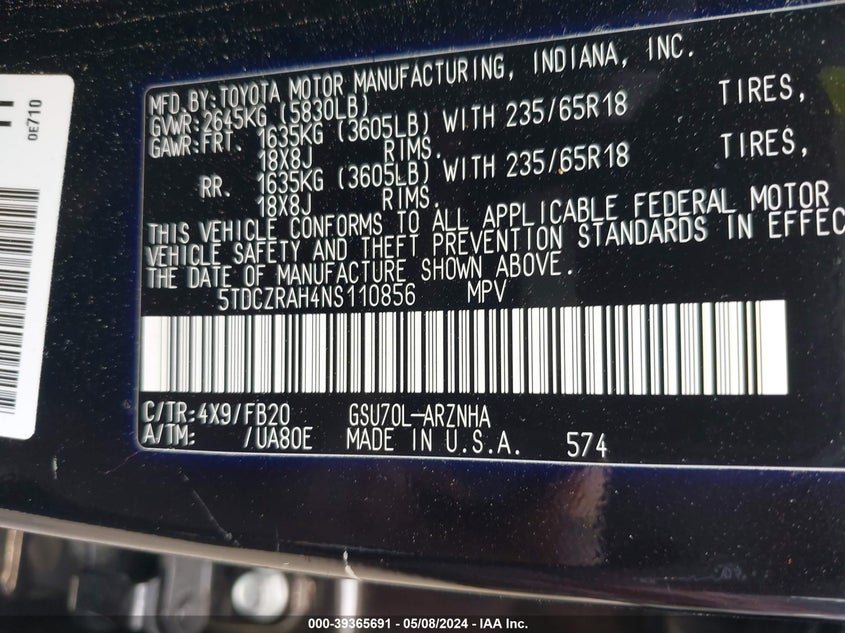 MFD. BY: TOYOTA MOTOR MANUFACTURING, INDIANA, INC.
GVWR: 2645KG (5830LB)
GAWR: FRT. 1635KG (3605LB) WITH 235/65R18 TIRES,
18X8J RIMS.
RR. 1635KG (3605LB) WITH 235/65R18 TIRES,
18X8J RIMS.
THIS VEHICLE CONFORMS TO ALL APPLICABLE FEDERAL MOTOR
VEHICLE SAFETY AND THEFT PREVENTION STANDARDS IN EFFEC
THE DATE OF MANUFACTURE SHOWN ABOVE.
5TDCZRAH4NS110856 MPV
C/TR: 4X9/FB20 GSU70L-ARZNHA
A/TM: /UA80E MADE IN U.S.A. 574
0E710
000-39365691 - 05/08/2024 - IAA Inc.